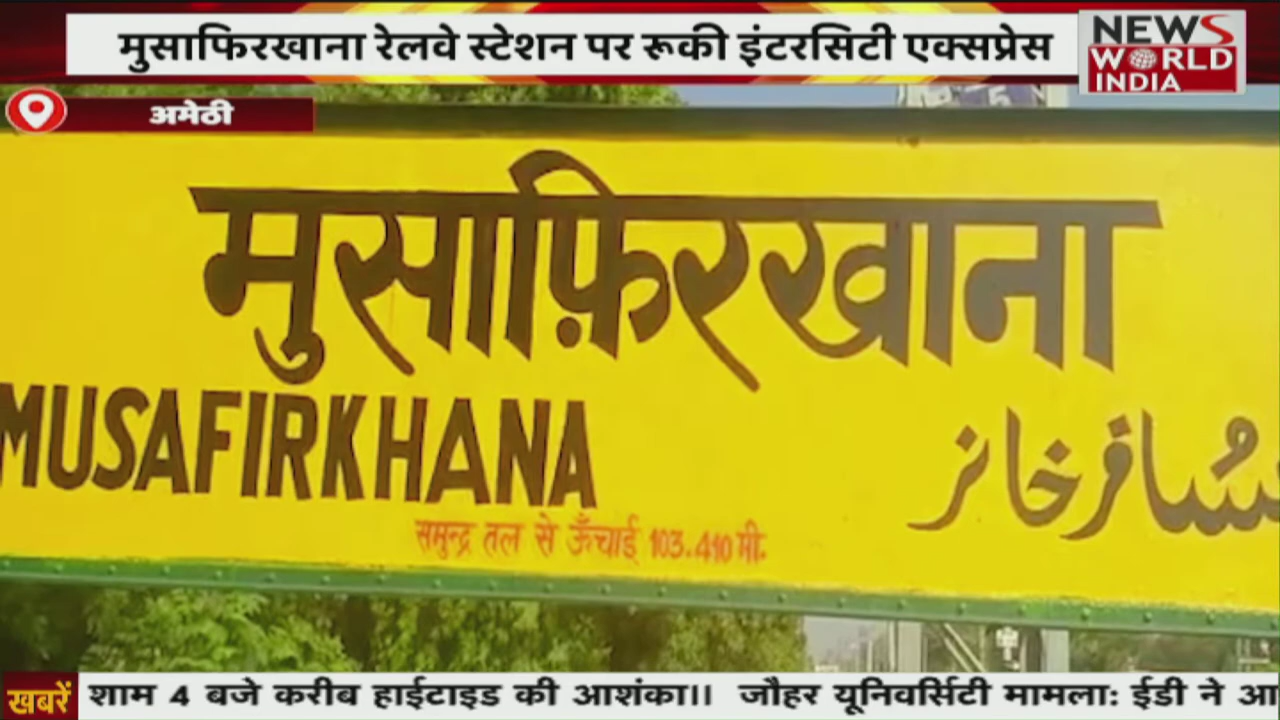 मुसाफिरखाना रेलवे स्टेशन पर रूकी इंटरसिटी एक्सप्रेस
NEWS
WORLD
INDIA
अमेठी
मुसाफ़िरखाना
MUSAFIRKHANA
مُسافرخانہ
समुन्द्र तल से ऊँचाई 103.410 मी.
खबरें शाम 4 बजे करीब हाईटाइड की आशंका।। जौहर यूनिवर्सिटी मामला: ईडी ने आ